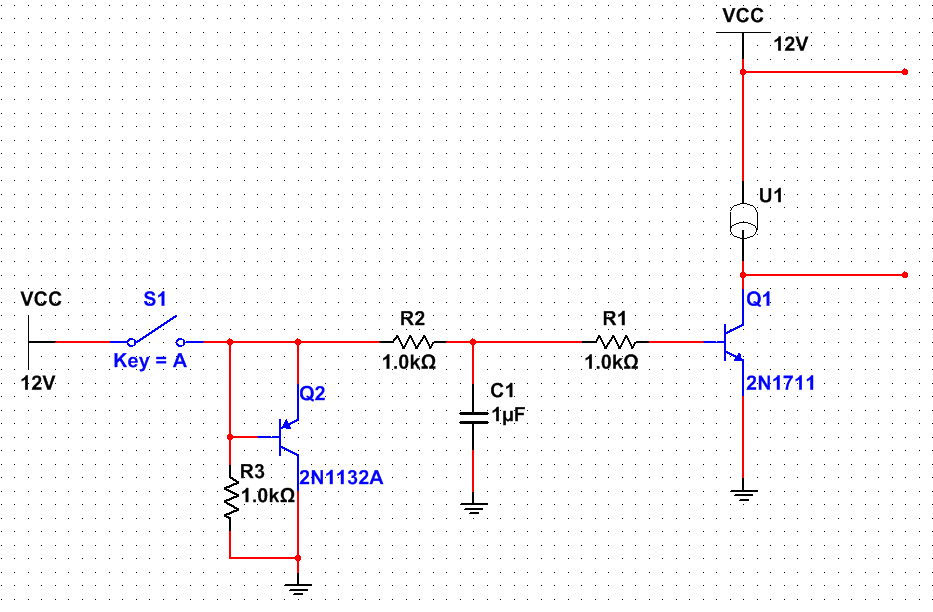 VCC
12V
U1
VCC
S1
Key = A
12V
R2
1.0kΩ
R1
1.0kΩ
Q1
2N1711
C1
1µF
Q2
2N1132A
R3
1.0kΩ